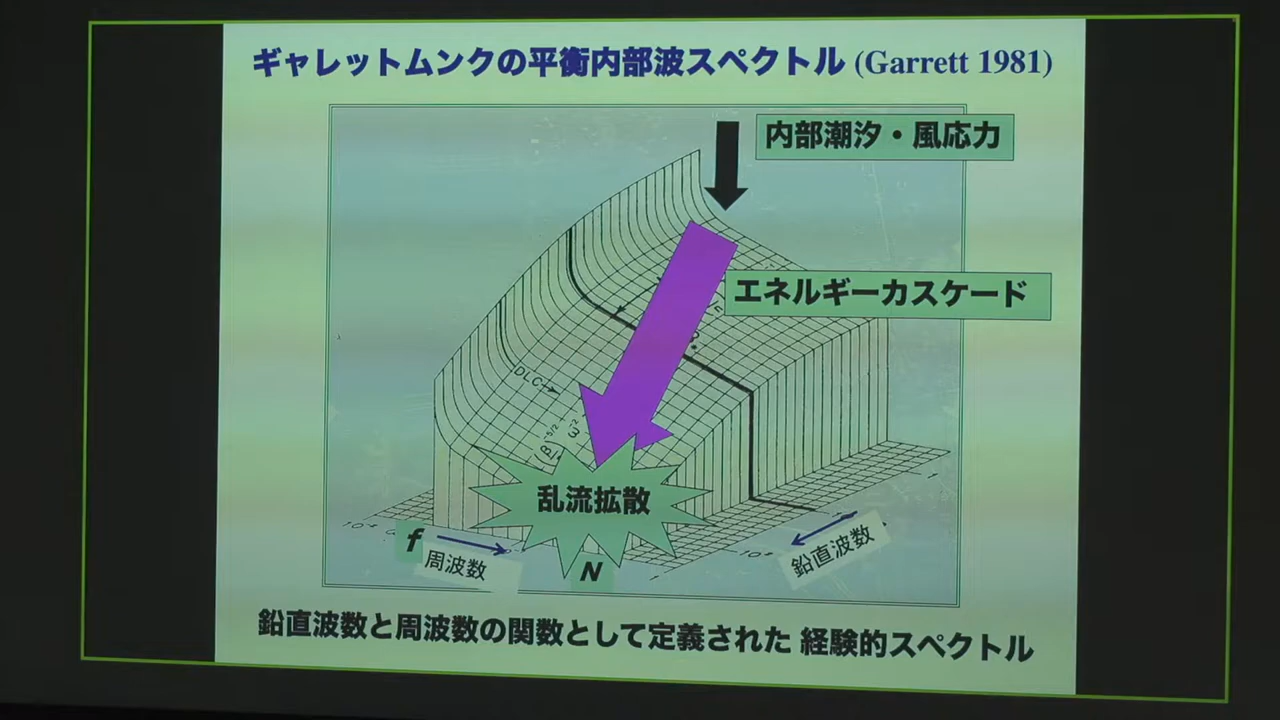 ギャレットムンクの平衡内部波スペクトル (Garrett 1981)
内部潮汐・風応力
エネルギーカスケード
DLC
乱流拡散
f
周波数
N
鉛直波数
鉛直波数と周波数の関数として定義された 経験的スペクトル